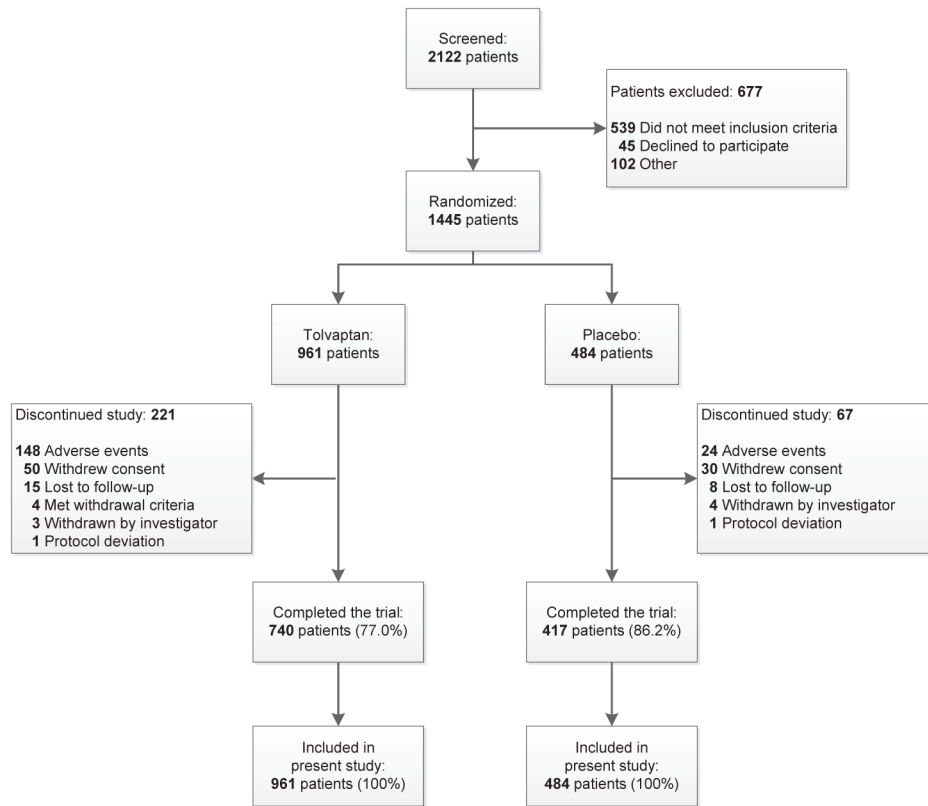 Screened:
2122 patients
Patients excluded: 677
539 Did not meet inclusion criteria
45 Declined to participate
102 Other
Randomized:
1445 patients
Tolvaptan:
961 patients
Placebo:
484 patients
Discontinued study: 221
148 Adverse events
50 Withdrew consent
15 Lost to follow-up
4 Met withdrawal criteria
3 Withdrawn by investigator
1 Protocol deviation
Discontinued study: 67
24 Adverse events
30 Withdrew consent
8 Lost to follow-up
4 Withdrawn by investigator
1 Protocol deviation
Completed the trial:
740 patients (77.0%)
Completed the trial:
417 patients (86.2%)
Included in
present study:
961 patients (100%)
Included in
present study:
484 patients (100%)